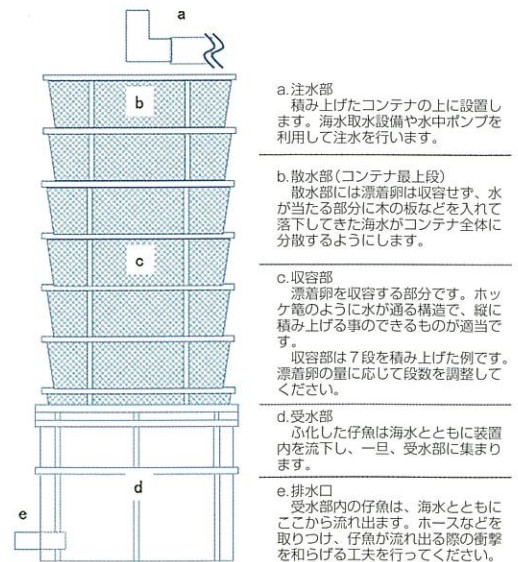 a
b
c
d
e
a.注水部
積み上げたコンテナの上に設置し
ます。海水取水設備や水中ポンプを
利用して注水を行います。
b.散水部(コンテナ最上段)
散水部には漂着卵は収容せず、水
が当たる部分に木の板などを入れて
落下してきた海水がコンテナ全体に
分散するようにします。
c.収容部
漂着卵を収容する部分です。ホッ
ケ篭のように水が通る構造で、縦に
積み上げる事のできるものが適当で
す。
収容部は7段を積み上げた例です。
漂着卵の量に応じて段数を調整して
ください。
d.受水部
ふ化した仔魚は海水とともに装置
内を流下し、一旦、受水部に集まり
ます。
e.排水口
受水部内の仔魚は、海水とともに
ここから流れ出ます。ホースなどを
取りつけ、仔魚が流れ出る際の衝撃
を和らげる工夫を行ってください。